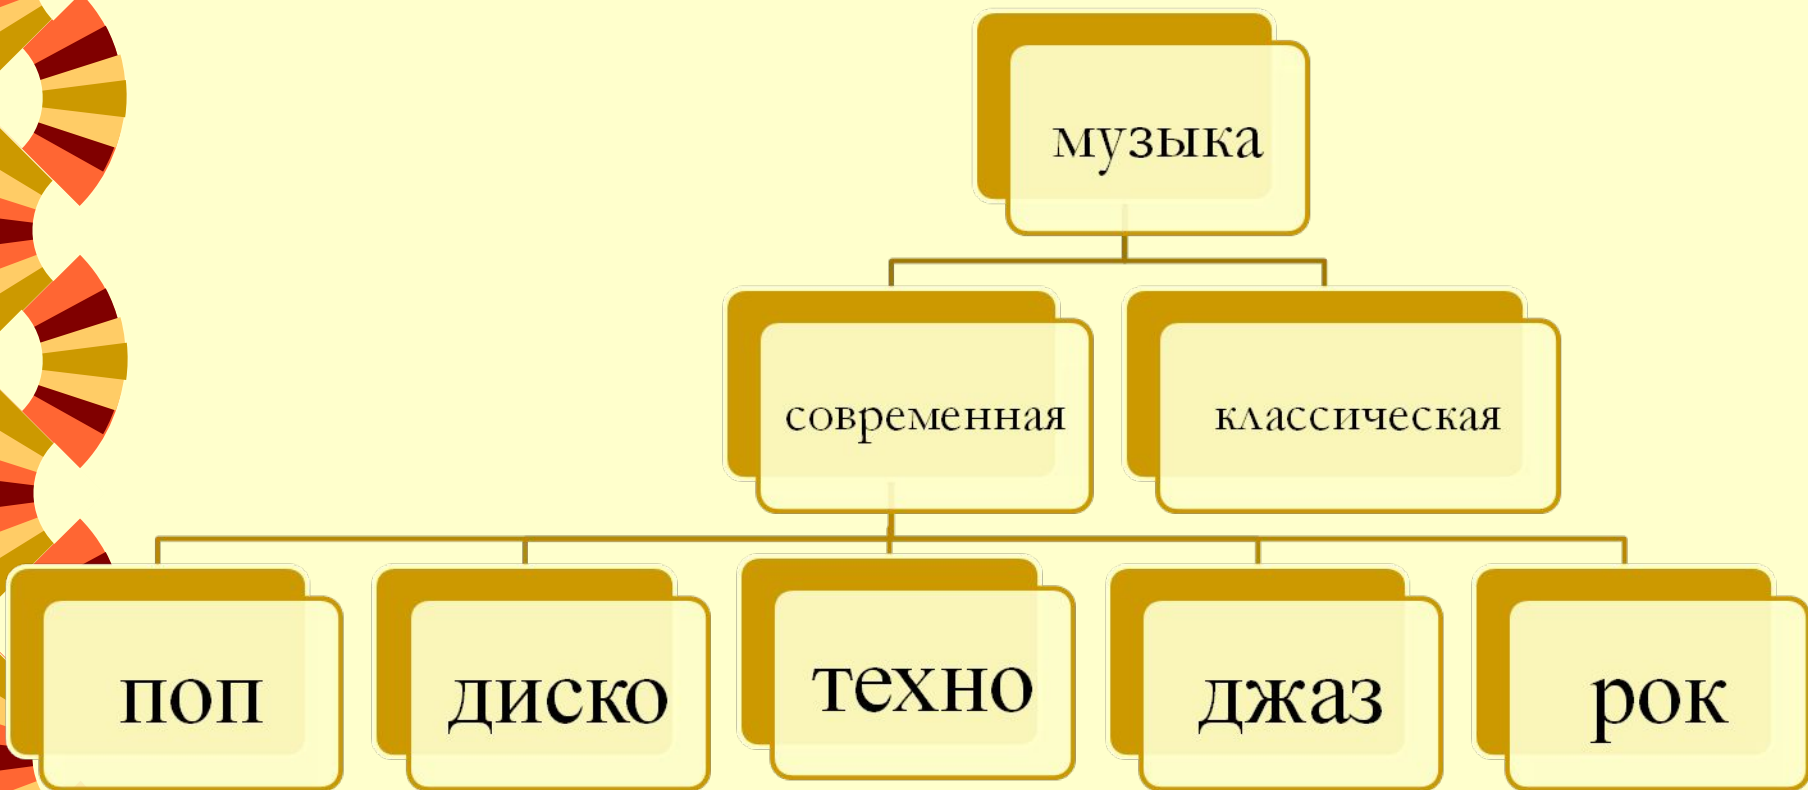 музыка
современная
классическая
поп
диско
техно
джаз
рок